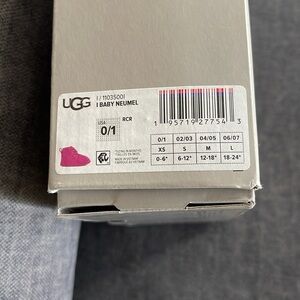 UGG
I / 1103500I
I BABY NEUMEL
USA
0/1
RCR
1 95719 27754 3
0/1 02/03 04/05 06/07
XS S M L
0-6* 6-12* 12-18* 18-24*
MADE IN VIETNAM